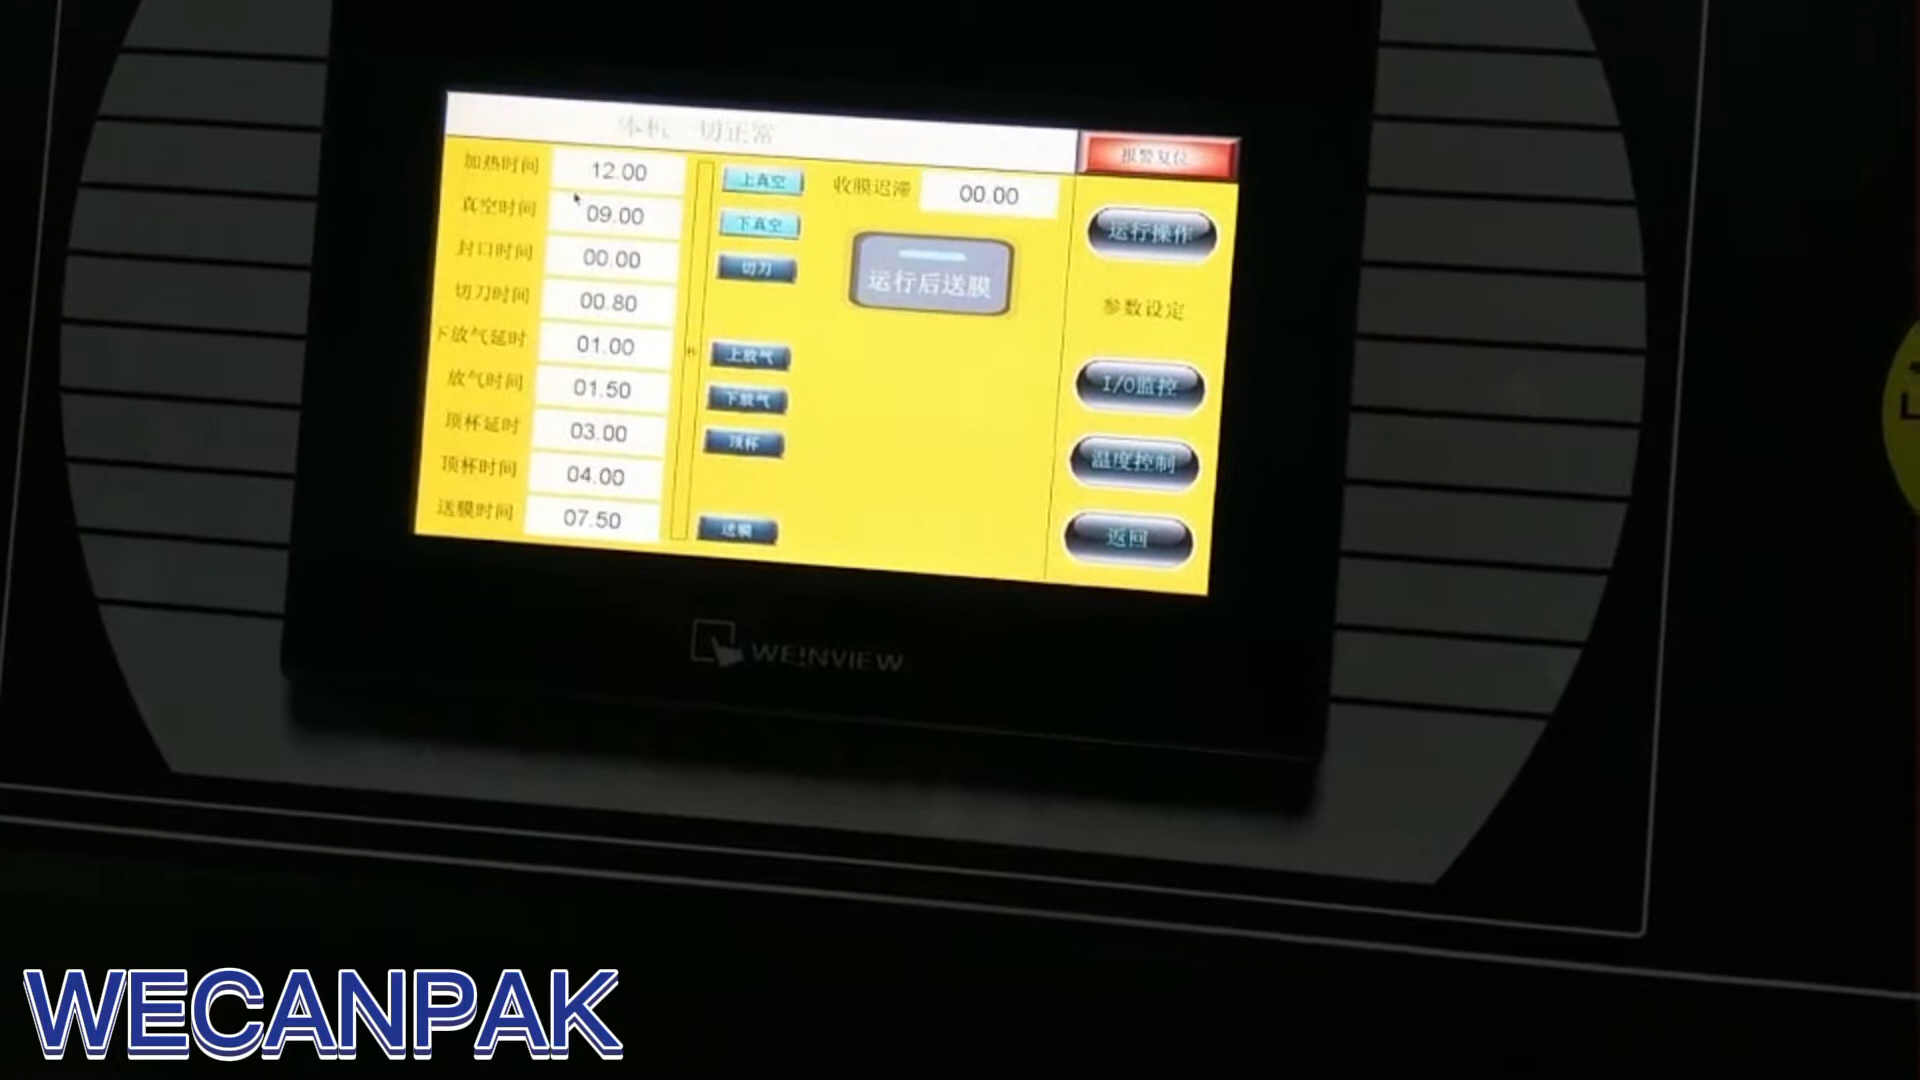 本机一切正常
报警复位
加热时间 12.00 上真空 收膜迟滞 00.00
真空时间 09.00 下真空 运行操作
封口时间 00.00 切刀 运行后送膜
切刀时间 00.80 参数设定
下放气延时 01.00 上放气
放气时间 01.50 下放气 I/O监控
顶杯延时 03.00 顶杯
顶杯时间 04.00 温度控制
送膜时间 07.50 送膜 返回
WE!NVIEW
WECANPAK